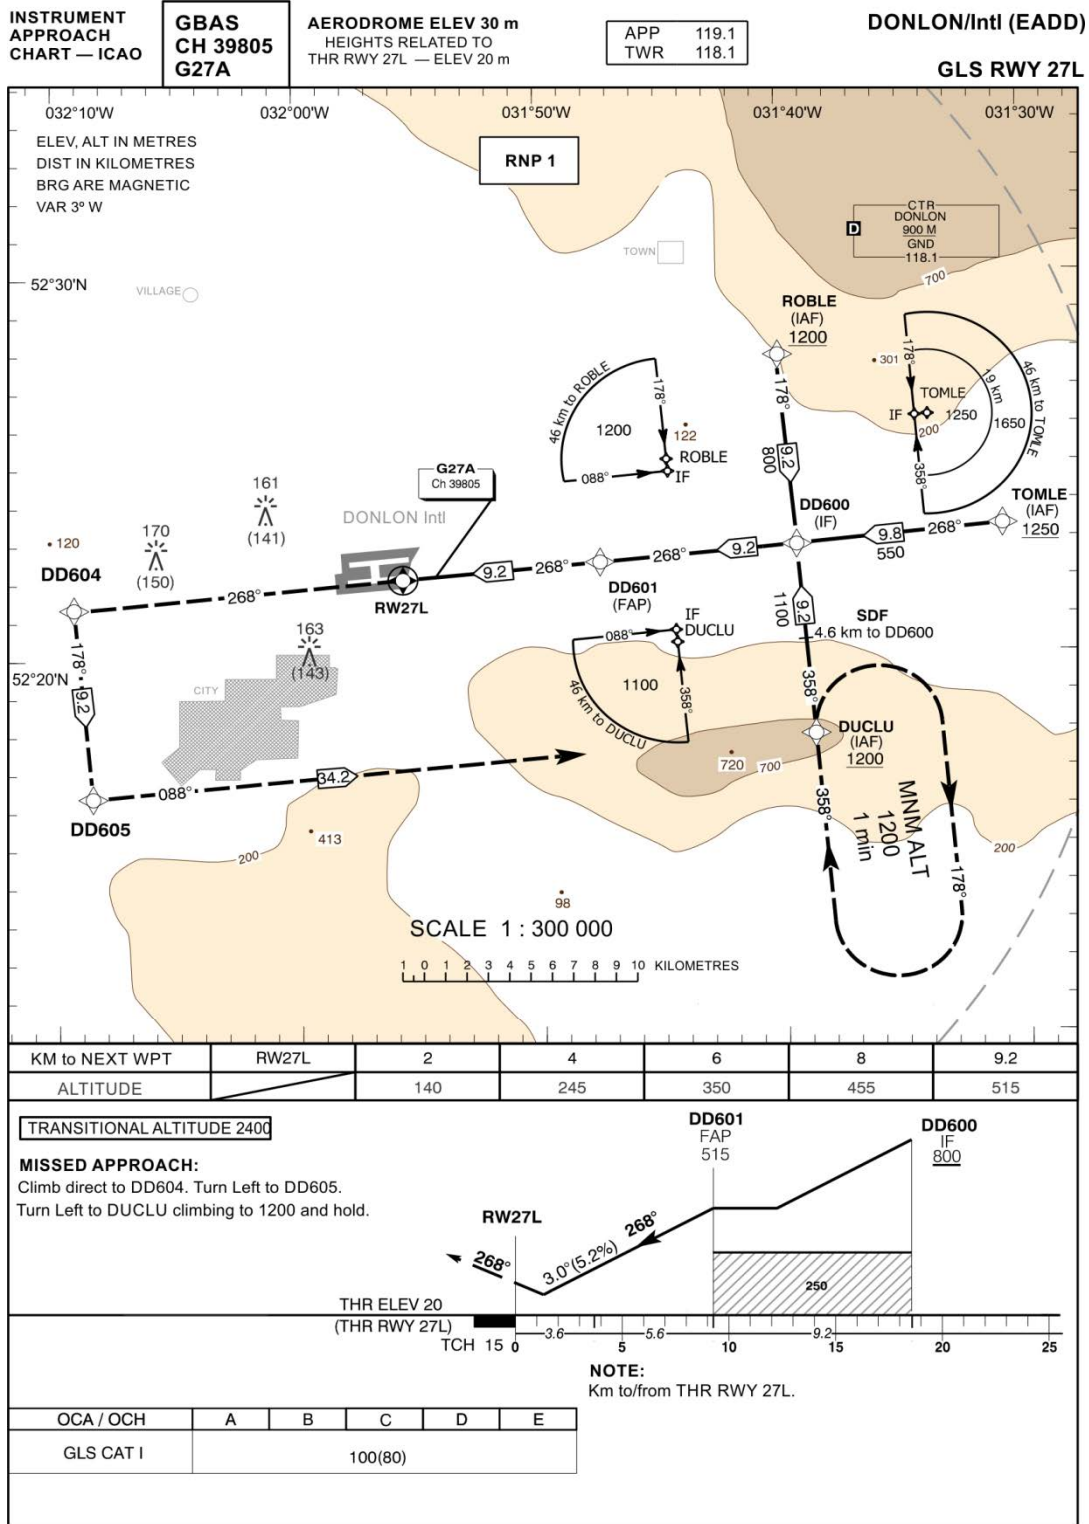 INSTRUMENT
APPROACH
CHART — ICAO
GBAS
CH 39805
G27A
AERODROME ELEV 30 m
HEIGHTS RELATED TO
THR RWY 27L — ELEV 20 m
APP 119.1
TWR 118.1
DONLON/Intl (EADD)
GLS RWY 27L
032°10'W 032°00'W 031°50'W 031°40'W 031°30'W
ELEV, ALT IN METRES
DIST IN KILOMETRES
BRG ARE MAGNETIC
VAR 3° W
RNP 1
CTR
DONLON
900 M
GND
118.1
D
TOWN
700
52°30'N
VILLAGE
ROBLE
(IAF)
1200
301
178°
46 km to ROBLE
178°
1200
122
ROBLE
088°
IF
178°
9.2
800
178°
TOMLE
IF
1250
19 km
1650
46 km to TOMLE
200
358°
G27A
Ch 39805
161
(141)
DONLON Intl
170
(150)
120
DD600
(IF)
TOMLE
(IAF)
1250
268°
9.8
550
9.2
268°
268°
9.2
DD601
(FAP)
DD604
268°
RW27L
163
(143)
IF
DUCLU
088°
1100
358°
46 km to DUCLU
9.2
1100
SDF
4.6 km to DD600
358°
52°20'N
CITY
178°
9.2
DUCLU
(IAF)
1200
720
700
34.2
088°
DD605
358°
MNM ALT
1200
1 min
178°
200
413
200
98
SCALE 1 : 300 000
1 0 1 2 3 4 5 6 7 8 9 10 KILOMETRES
KM to NEXT WPT RW27L 2 4 6 8 9.2
ALTITUDE 140 245 350 455 515
TRANSITIONAL ALTITUDE 2400
MISSED APPROACH:
Climb direct to DD604. Turn Left to DD605.
Turn Left to DUCLU climbing to 1200 and hold.
DD601
FAP
515
DD600
IF
800
RW27L
268°
268°
3.0°(5.2%)
250
THR ELEV 20
(THR RWY 27L)
TCH 15
3.6 5.6 9.2
0 5 10 15 20 25
NOTE:
Km to/from THR RWY 27L.
OCA / OCH A B C D E
GLS CAT I 100(80)